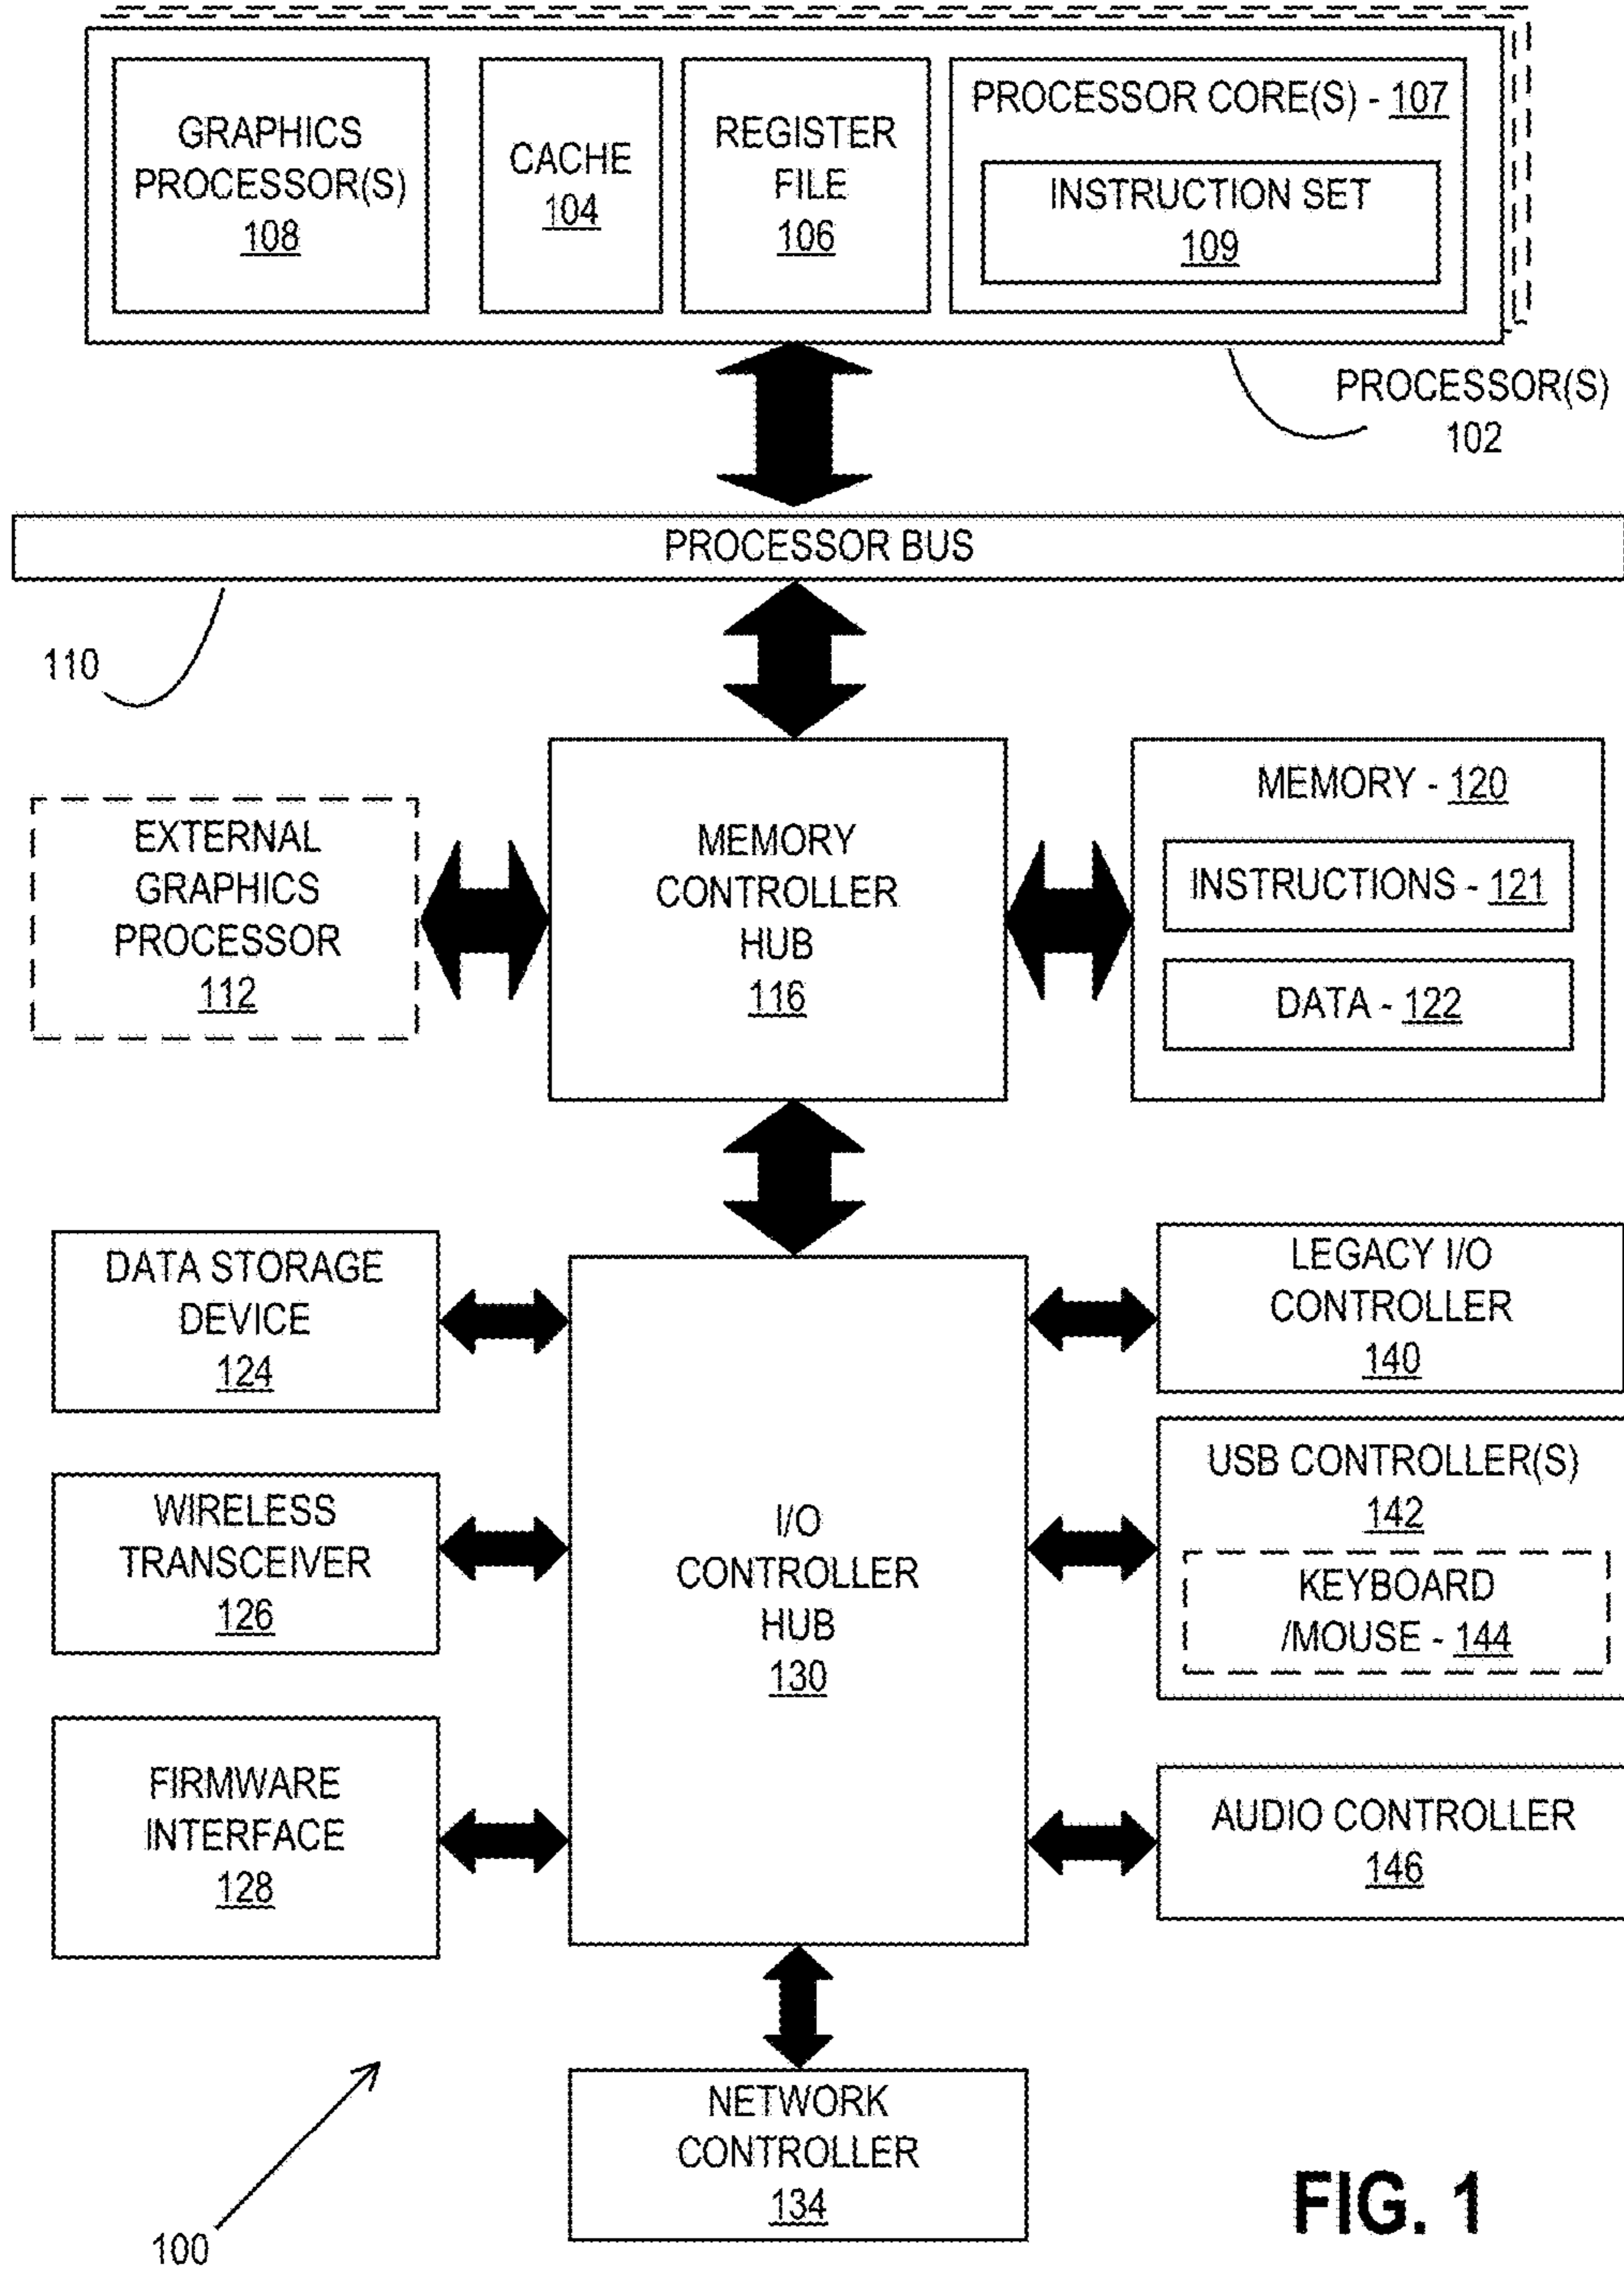 GRAPHICS
PROCESSOR(S)
108
CACHE
104
REGISTER
FILE
106
PROCESSOR CORE(S) - 107
INSTRUCTION SET
109
PROCESSOR(S)
102
PROCESSOR BUS
110
EXTERNAL
GRAPHICS
PROCESSOR
112
MEMORY
CONTROLLER
HUB
116
MEMORY - 120
INSTRUCTIONS - 121
DATA - 122
DATA STORAGE
DEVICE
124
WIRELESS
TRANSCEIVER
126
FIRMWARE
INTERFACE
128
I/O
CONTROLLER
HUB
130
LEGACY I/O
CONTROLLER
140
USB CONTROLLER(S)
142
KEYBOARD
/MOUSE - 144
AUDIO CONTROLLER
146
NETWORK
CONTROLLER
134
100
FIG. 1